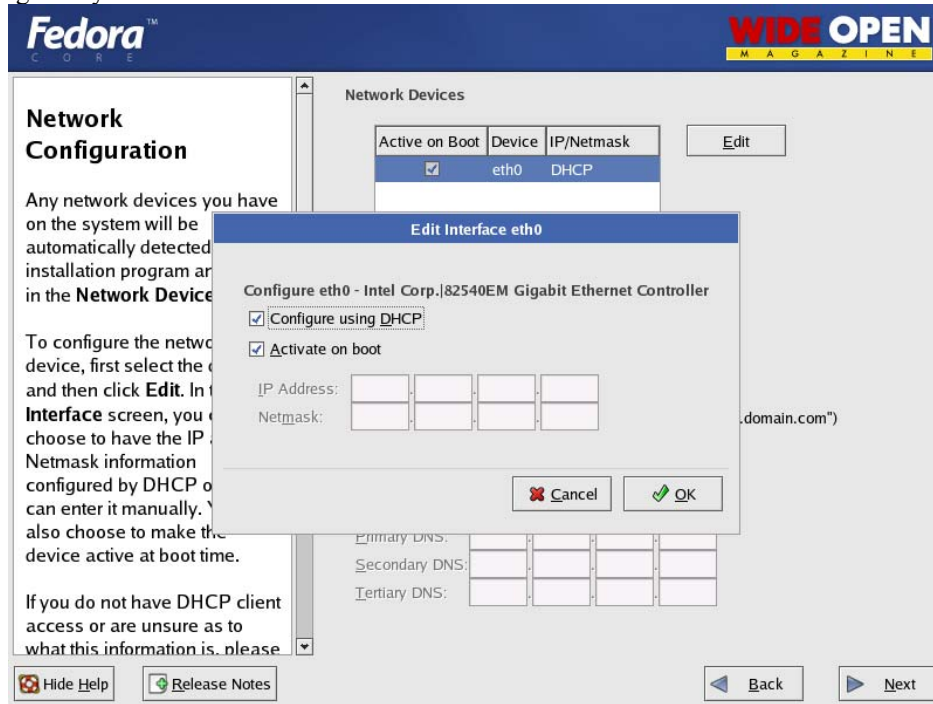 Fedora™
CORE
WIDE OPEN
MAGAZINE
Network
Configuration
Any network devices you have
on the system will be
automatically detected
installation program
in the Network Device
To configure the
device, first select the
and then click Edit. In
Interface screen, you
choose to have the IP
Netmask information
configured by DHCP
can enter it manually.
also choose to make the
device active at boot time.
If you do not have DHCP client
access or are unsure as to
what this information is, please
Network Devices
Active on Boot Device IP/Netmask
eth0 DHCP
Edit
Edit Interface eth0
Configure eth0 - Intel Corp.|82540EM Gigabit Ethernet Controller
Configure using DHCP
Activate on boot
IP Address: . . .
Netmask: . . .
Cancel OK
.domain.com")
Primary DNS: . . .
Secondary DNS: . . .
Tertiary DNS: . . .
Hide Help Release Notes Back Next